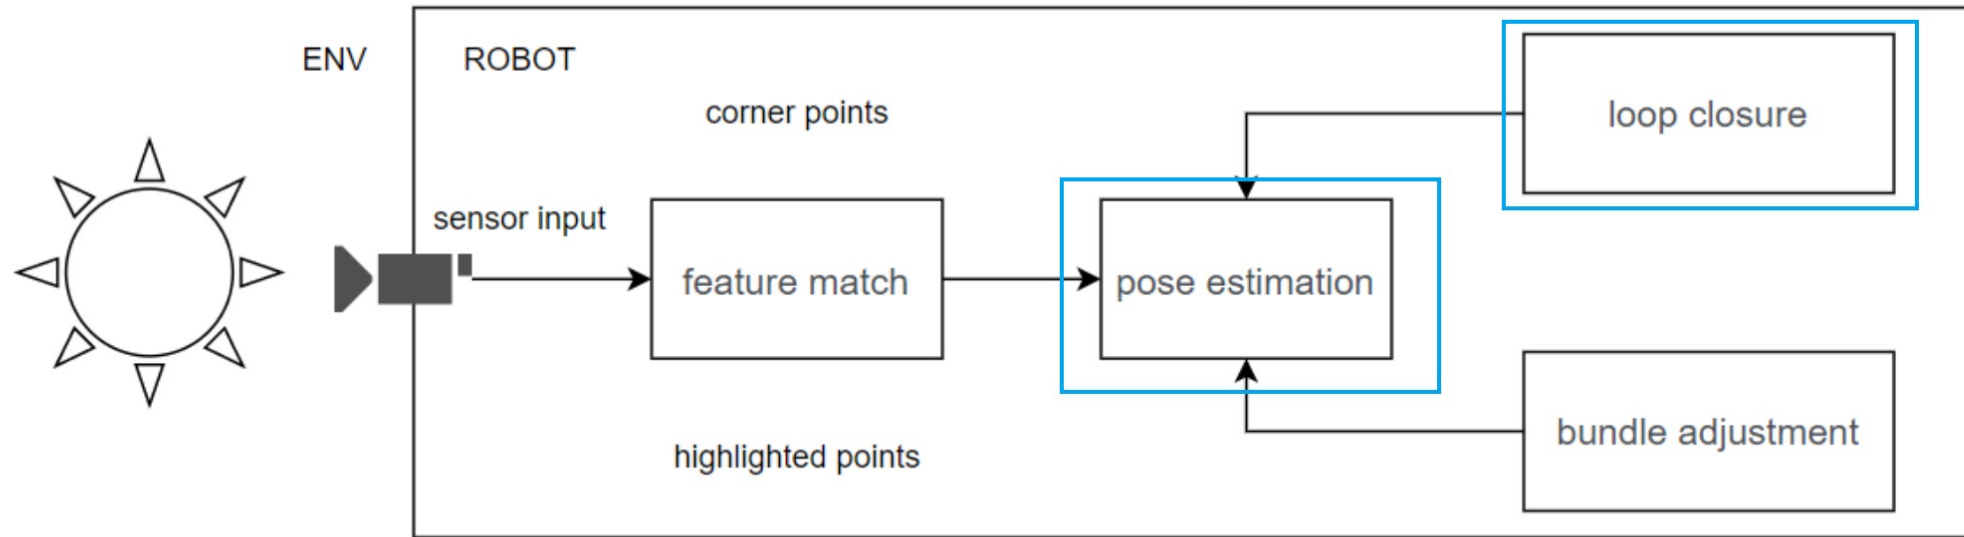 ENV
ROBOT
corner points
loop closure
sensor input
feature match
pose estimation
bundle adjustment
highlighted points